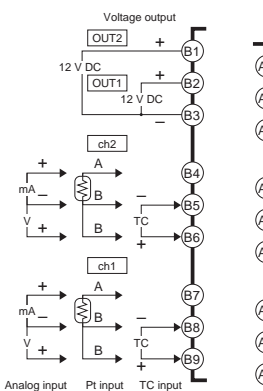 Voltage output
OUT2
+
B1
12 V DC
OUT1
+
B2
12 V DC
B3
−
ch2
A
B4
+
mA
−
B
−
B5
V
TC
+
B
+
B6
ch1
A
B7
+
mA
−
B
−
B8
V
TC
+
B
+
B9
Analog input Pt input TC input